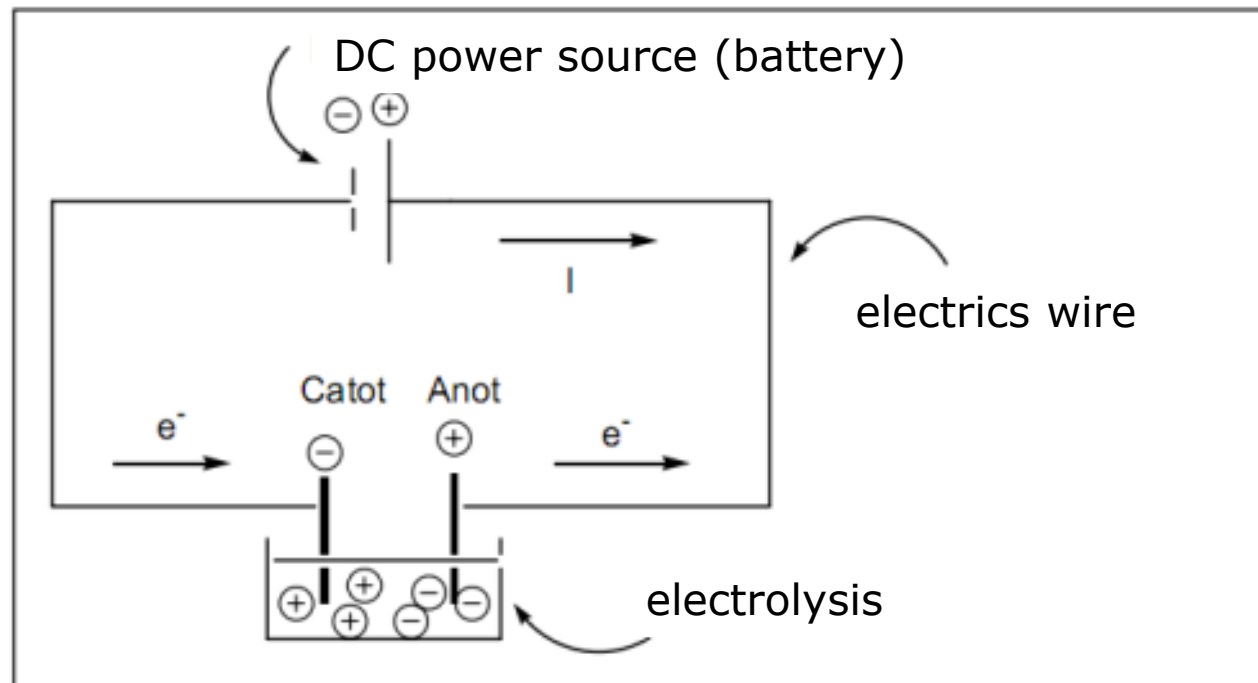 DC power source (battery)
− +
I
electrics wire
Catot Anot
e⁻ e⁻
− +
+ + − −
+ −
electrolysis